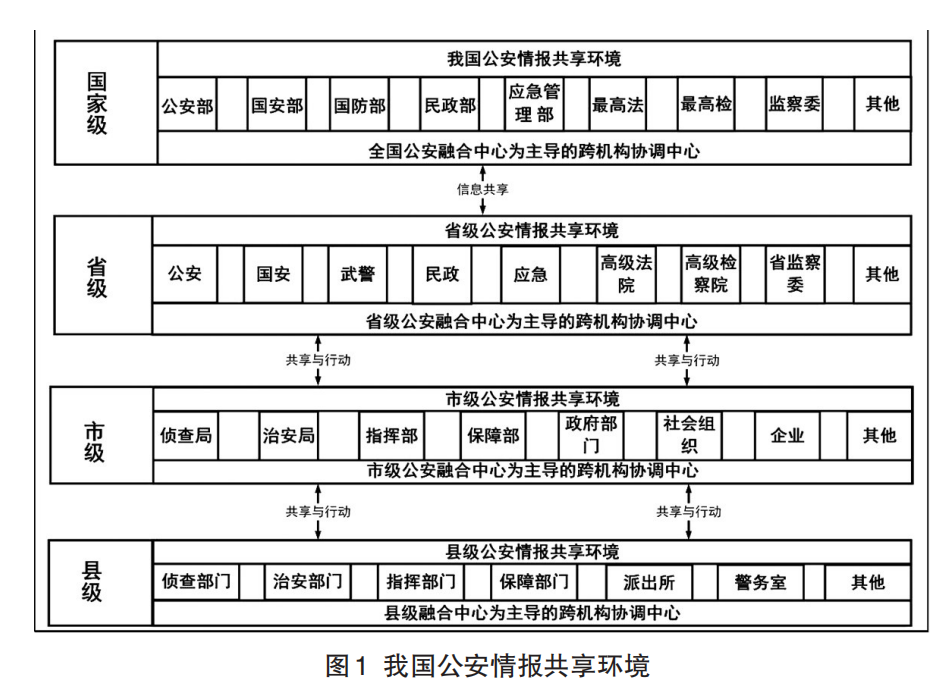 国家级
我国公安情报共享环境
公安部 国安部 国防部 民政部 应急管理部 最高法 最高检 监察委 其他
全国公安融合中心为主导的跨机构协调中心
信息共享
省级
省级公安情报共享环境
公安 国安 武警 民政 应急 高级法院 高级检察院 省监察委 其他
省级公安融合中心为主导的跨机构协调中心
共享与行动 共享与行动
市级
市级公安情报共享环境
侦查局 治安局 指挥部 保障部 政府部门 社会组织 企业 其他
市级公安融合中心为主导的跨机构协调中心
共享与行动 共享与行动
县级
县级公安情报共享环境
侦查部门 治安部门 指挥部门 保障部门 派出所 警务室 其他
县级融合中心为主导的跨机构协调中心
图1 我国公安情报共享环境